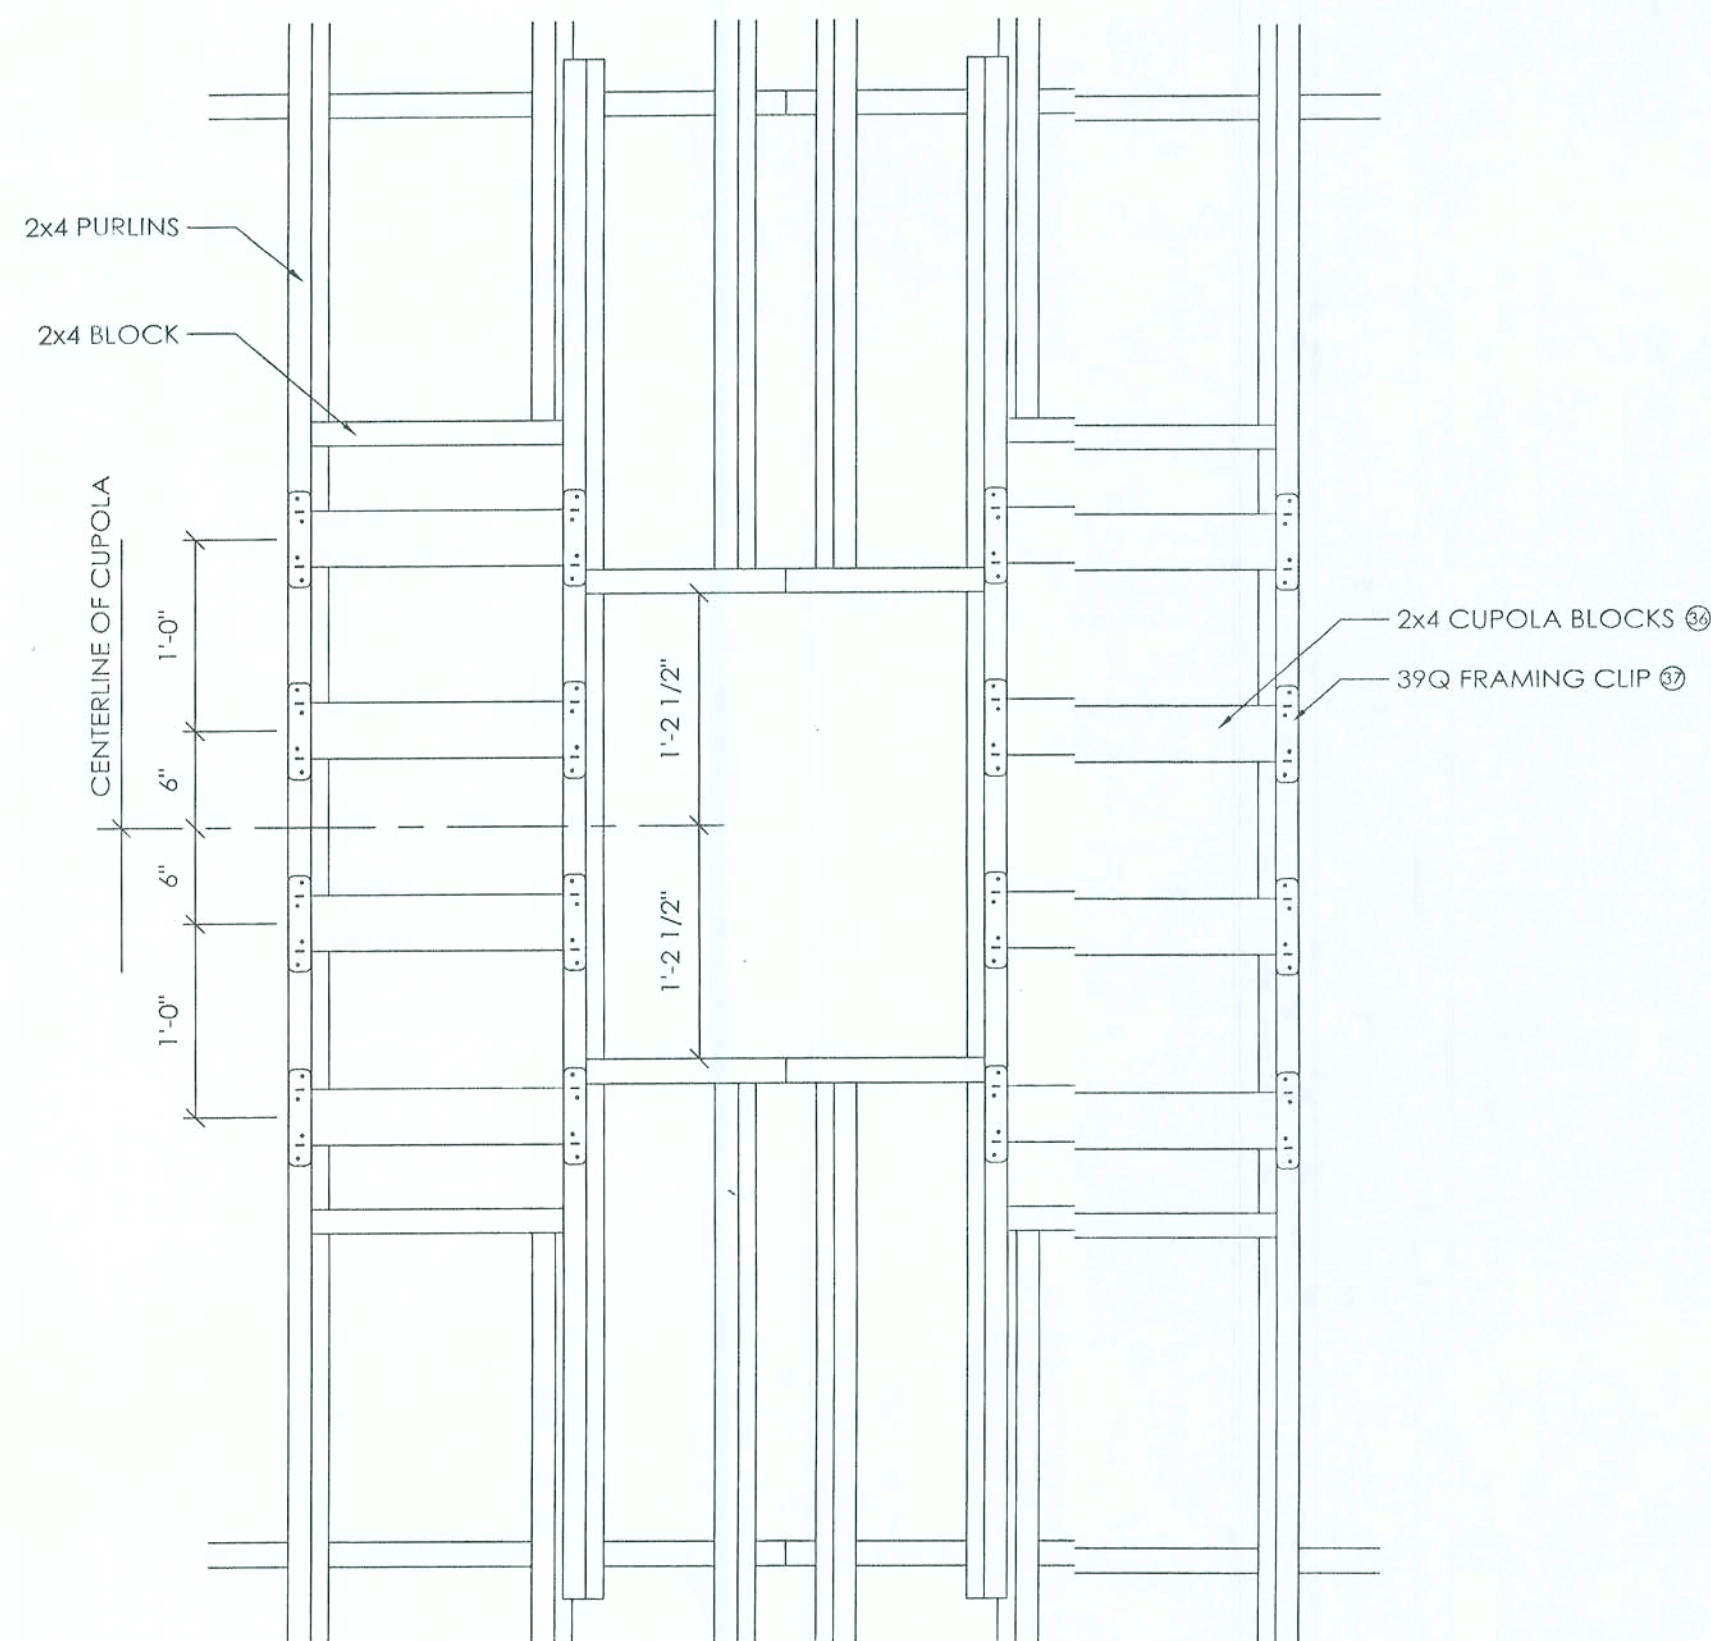 2x4 PURLINS
2x4 BLOCK
CENTERLINE OF CUPOLA
1'-0"
6"
6"
1'-0"
1'-2 1/2"
1'-2 1/2"
2x4 CUPOLA BLOCKS 36
39Q FRAMING CLIP 37